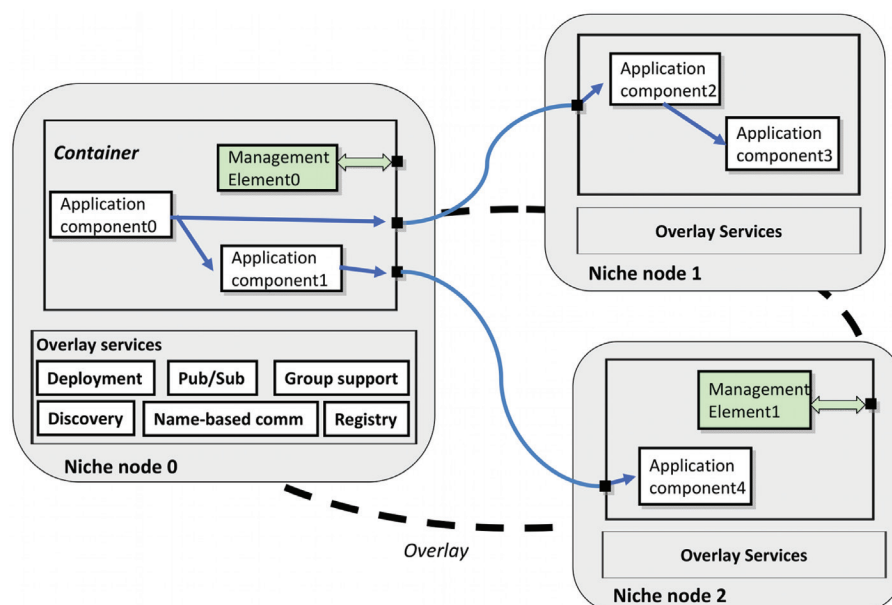 Container
Management
Element0
Application
component0
Application
component1
Overlay services
Deployment
Pub/Sub
Group support
Discovery
Name-based comm
Registry
Niche node 0
Application
component2
Application
component3
Overlay Services
Niche node 1
Management
Element1
Application
component4
Overlay Services
Niche node 2
Overlay